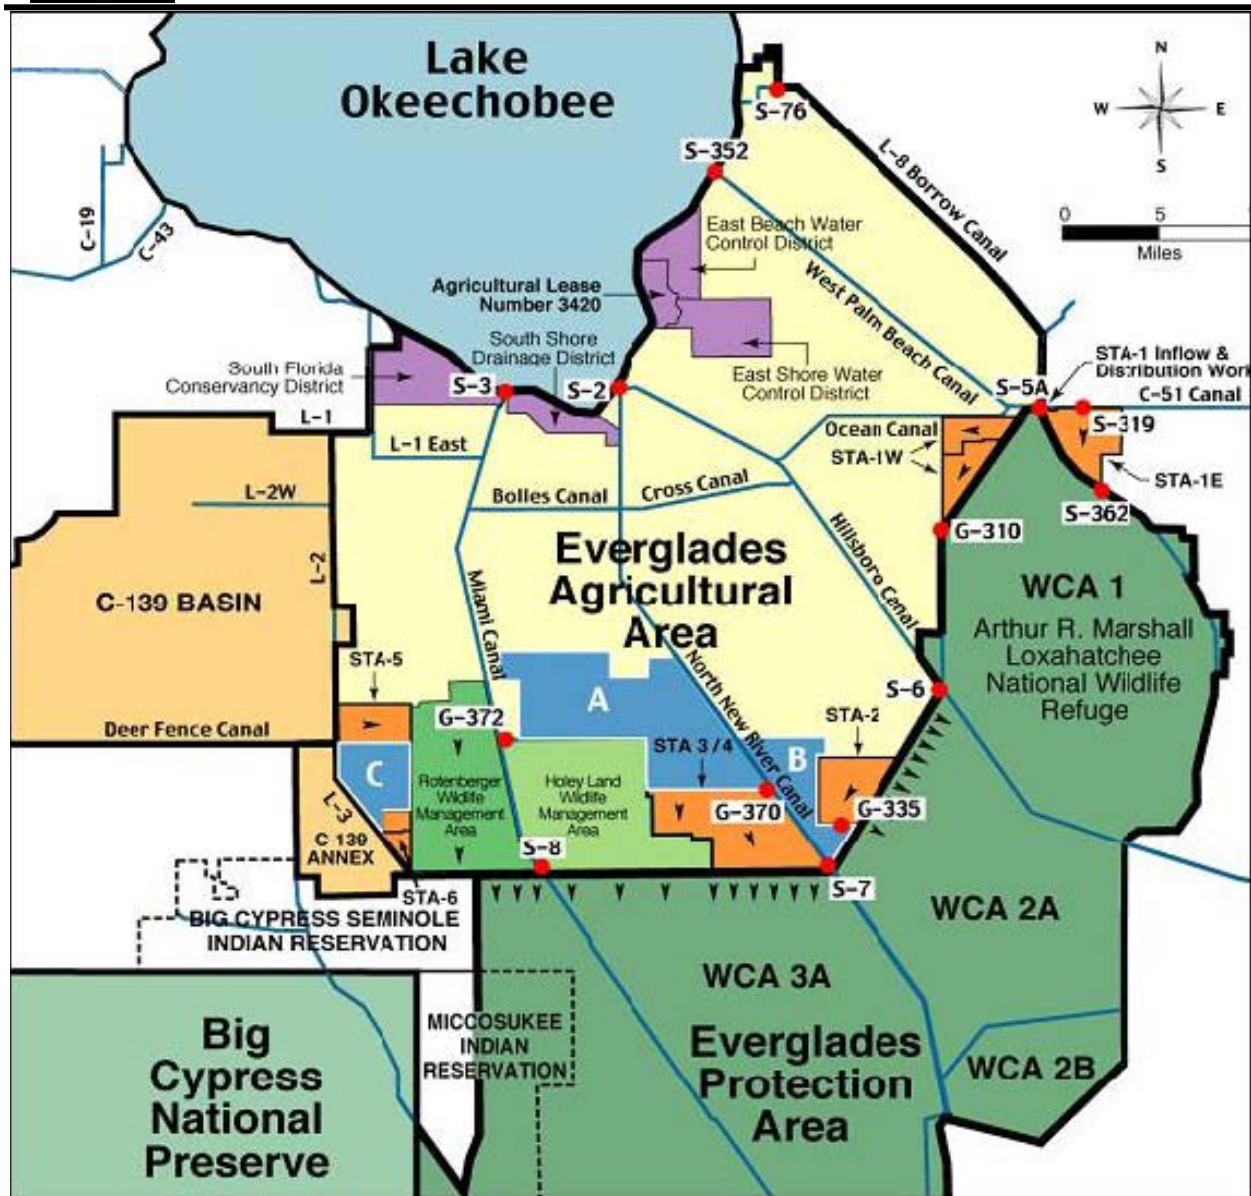 Lake
Okeechobee
N
W
E
S
S-76
S-352
L-8 Borrow Canal
C-19
C-43
0
5
Miles
East Beach Water
Control District
Agricultural Lease
Number 3420
West Palm Beach Canal
South Shore
Drainage District
South Florida
Conservancy District
S-3
S-2
East Shore Water
Control District
STA-1 Inflow &
Distribution Work
S-5A
C-51 Canal
L-1
S-319
Ocean Canal
L-1 East
STA-1W
STA-1E
L-2W
Bolles Canal
Cross Canal
S-362
Hillsboro Canal
G-310
L-2
Everglades
Agricultural
Area
Miami Canal
WCA 1
Arthur R. Marshall
Loxahatchee
National Wildlife
Refuge
C-139 BASIN
STA-5
North New River Canal
S-6
A
G-372
STA-2
Deer Fence Canal
STA 3/4
B
C
Rotenberger
Wildlife
Management
Area
Holey Land
Wildlife
Management
Area
L-3
G-370
G-335
C 139
ANNEX
S-8
S-7
STA-6
BIG CYPRESS SEMINOLE
INDIAN RESERVATION
WCA 2A
WCA 3A
MICCOSUKEE
INDIAN
RESERVATION
Big
Cypress
National
Preserve
Everglades
Protection
Area
WCA 2B